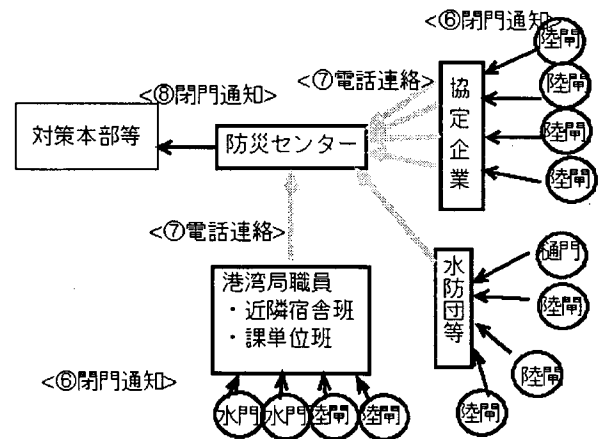 <⑥閉門通知>
陸閘
<⑦電話連絡>
協定企業
陸閘
<⑧閉門通知>
対策本部等
防災センター
陸閘
陸閘
<⑦電話連絡>
水防団等
樋門
港湾局職員
・近隣宿舎班
・課単位班
陸閘
<⑥閉門通知>
陸閘
水門
水門
陸閘
陸閘
陸閘